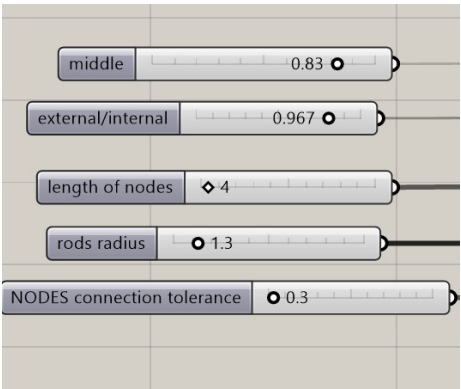 middle 0.83
external/internal 0.967
length of nodes 4
rods radius 1.3
NODES connection tolerance 0.3